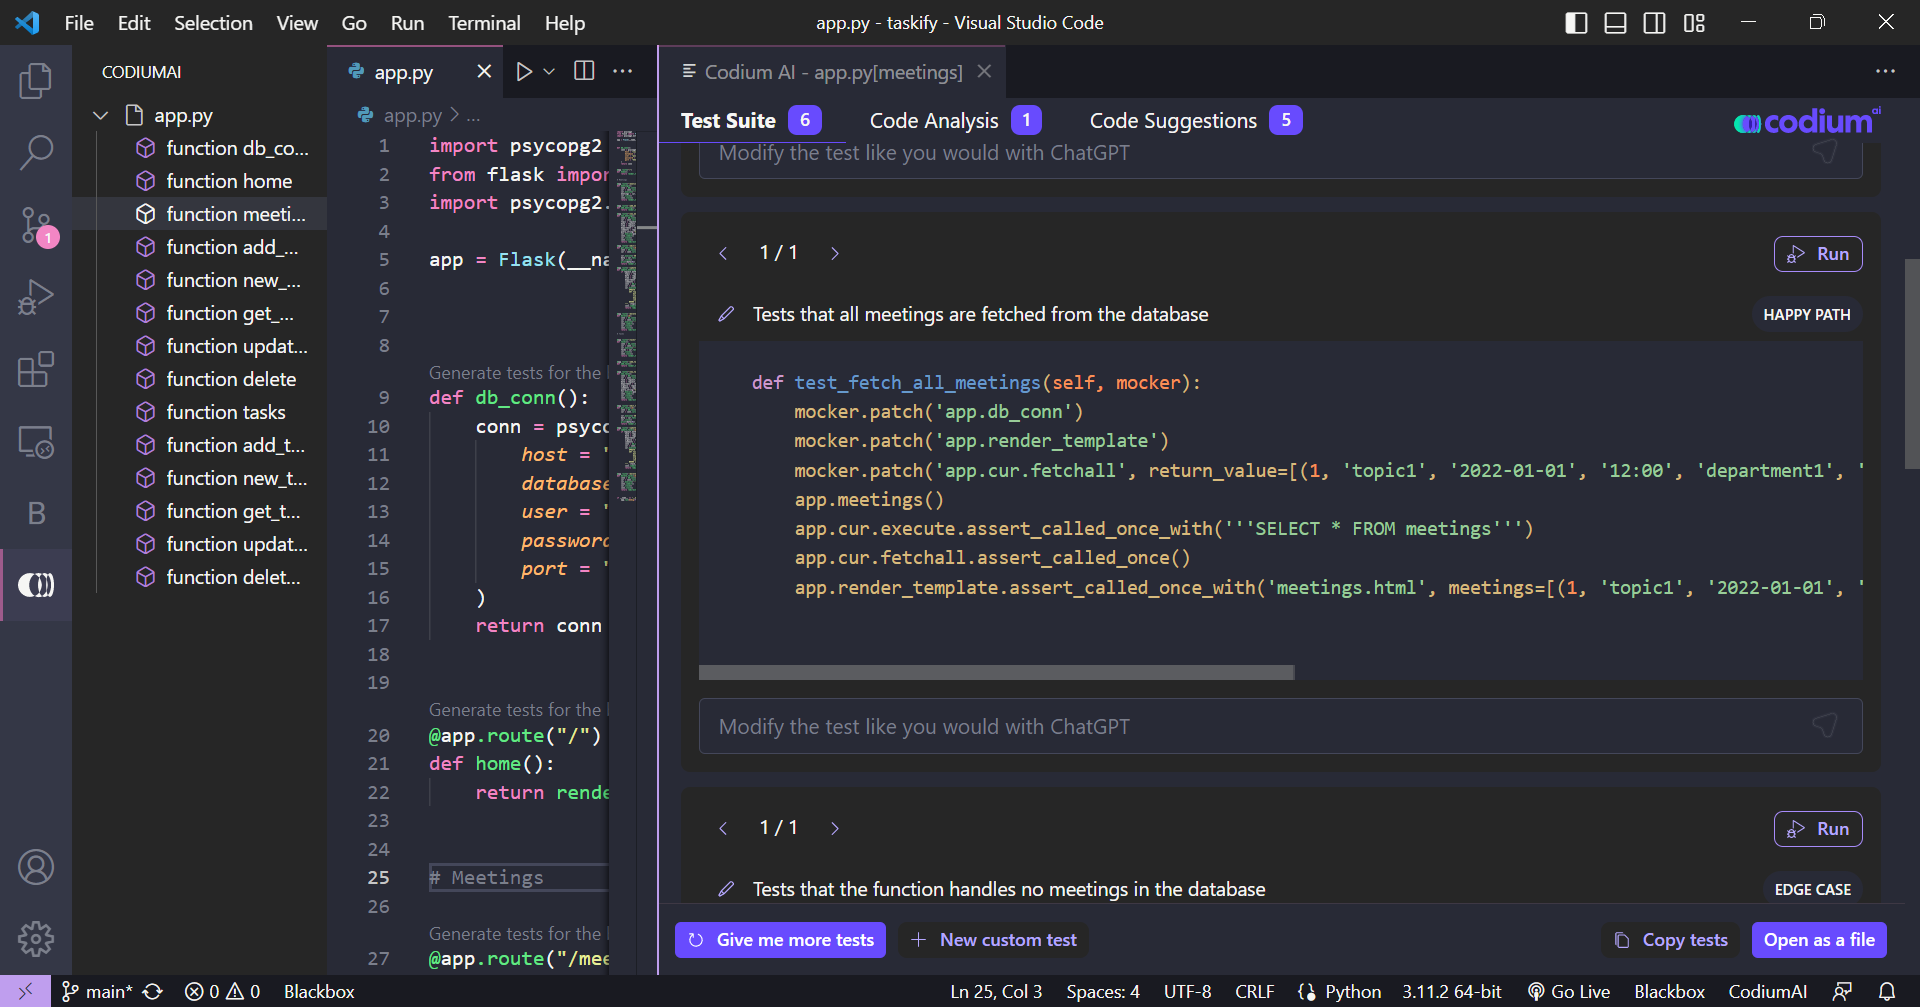 File Edit Selection View Go Run Terminal Help
app.py - taskify - Visual Studio Code
CODIUMAI
app.py
function db_co...
function home
function meeti...
function add_...
function new_...
function get_...
function updat...
function delete
function tasks
function add_t...
function new_t...
function get_t...
function updat...
function delet...
1
B
app.py
app.py > ...
1 import psycopg2
2 from flask impor
3 import psycopg2.
4
5 app = Flask(__na
6
7
8
Generate tests for the
9 def db_conn():
10 conn = psyco
11 host = '
12 database
13 user = '
14 password
15 port = '
16 )
17 return conn
18
19
Generate tests for the
20 @app.route("/")
21 def home():
22 return rende
23
24
25 # Meetings
26
Generate tests for the
27 @app.route("/mee
Codium AI - app.py[meetings]
Test Suite 6 Code Analysis 1 Code Suggestions 5
codium ai
Modify the test like you would with ChatGPT
1 / 1
Run
Tests that all meetings are fetched from the database
HAPPY PATH
def test_fetch_all_meetings(self, mocker):
mocker.patch('app.db_conn')
mocker.patch('app.render_template')
mocker.patch('app.cur.fetchall', return_value=[(1, 'topic1', '2022-01-01', '12:00', 'department1', '
app.meetings()
app.cur.execute.assert_called_once_with('''SELECT * FROM meetings''')
app.cur.fetchall.assert_called_once()
app.render_template.assert_called_once_with('meetings.html', meetings=[(1, 'topic1', '2022-01-01', '
Modify the test like you would with ChatGPT
1 / 1
Run
Tests that the function handles no meetings in the database
EDGE CASE
Give me more tests
New custom test
Copy tests
Open as a file
main* 0 0 Blackbox
Ln 25, Col 3 Spaces: 4 UTF-8 CRLF Python 3.11.2 64-bit Go Live Blackbox CodiumAI